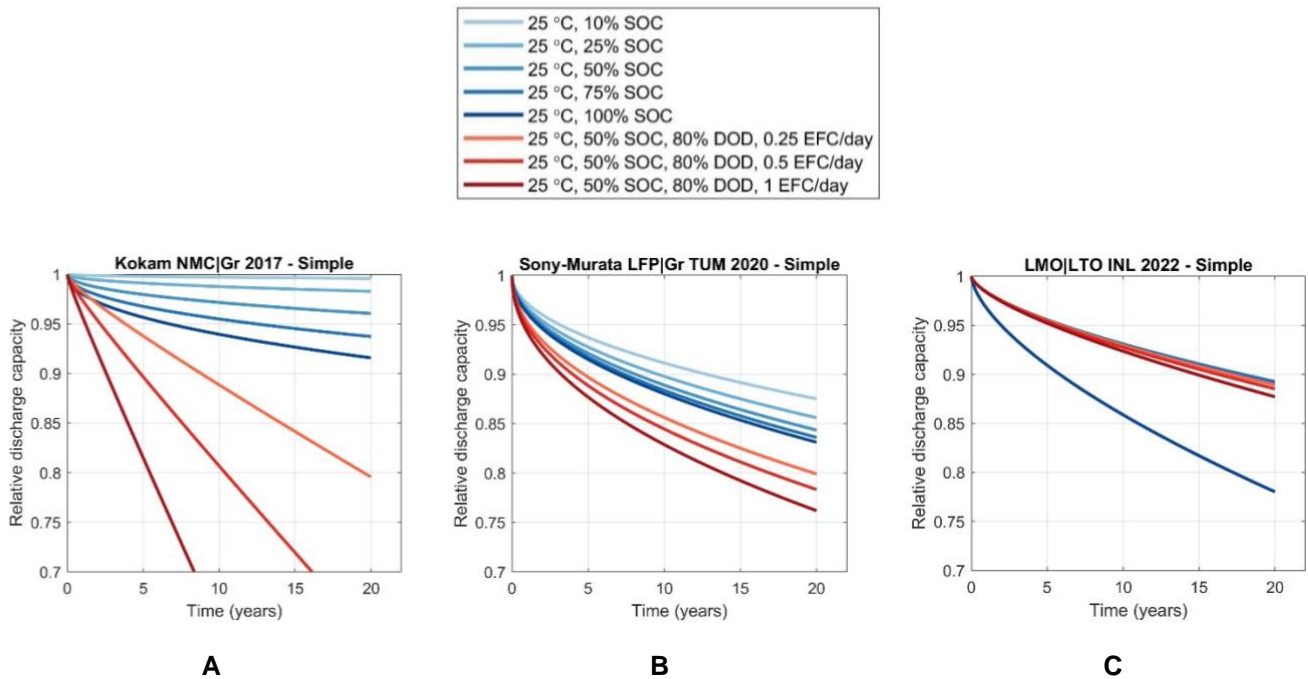 25 °C, 10% SOC
25 °C, 25% SOC
25 °C, 50% SOC
25 °C, 75% SOC
25 °C, 100% SOC
25 °C, 50% SOC, 80% DOD, 0.25 EFC/day
25 °C, 50% SOC, 80% DOD, 0.5 EFC/day
25 °C, 50% SOC, 80% DOD, 1 EFC/day
Kokam NMC|Gr 2017 - Simple
1
0.95
0.9
0.85
0.8
0.75
0.7
Relative discharge capacity
0 5 10 15 20
Time (years)
A
Sony-Murata LFP|Gr TUM 2020 - Simple
1
0.95
0.9
0.85
0.8
0.75
0.7
Relative discharge capacity
0 5 10 15 20
Time (years)
B
LMO|LTO INL 2022 - Simple
1
0.95
0.9
0.85
0.8
0.75
0.7
Relative discharge capacity
0 5 10 15 20
Time (years)
C